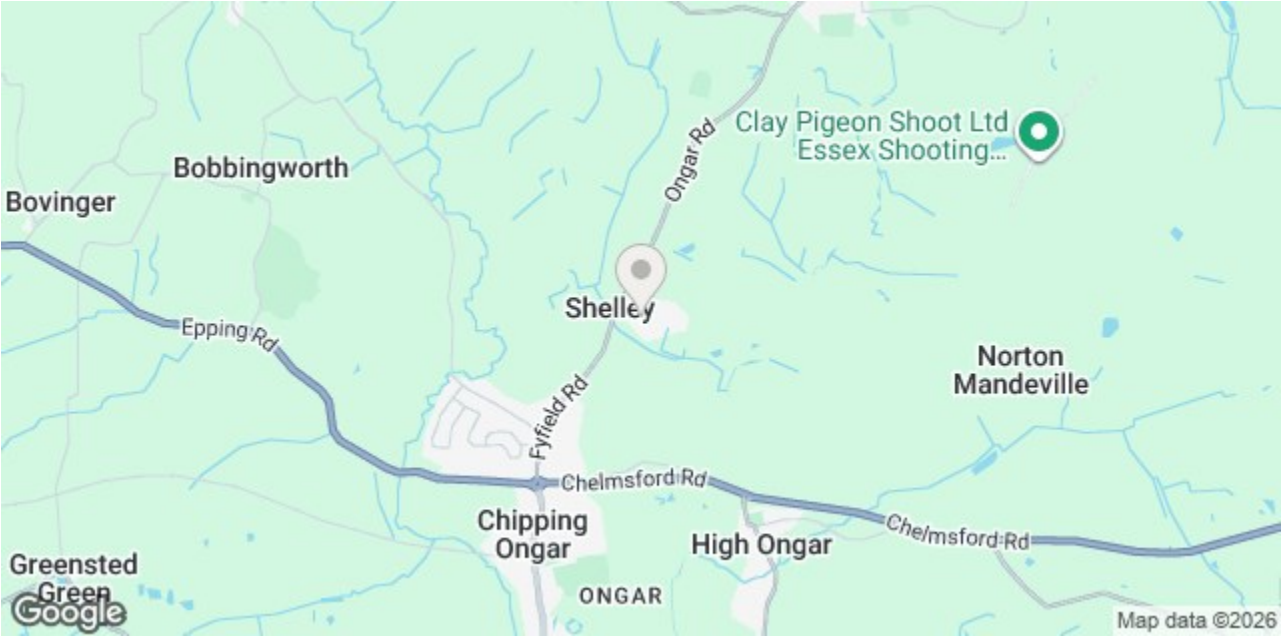 Ongar Rd
Clay Pigeon Shoot Ltd
Essex Shooting...
Bobbingworth
Bovinger
Shelley
Epping Rd
Norton
Mandeville
Fyfield Rd
Chelmsford Rd
Chipping
Ongar
High Ongar
Chelmsford Rd
Greensted
Green
ONGAR
Google
Map data ©2026